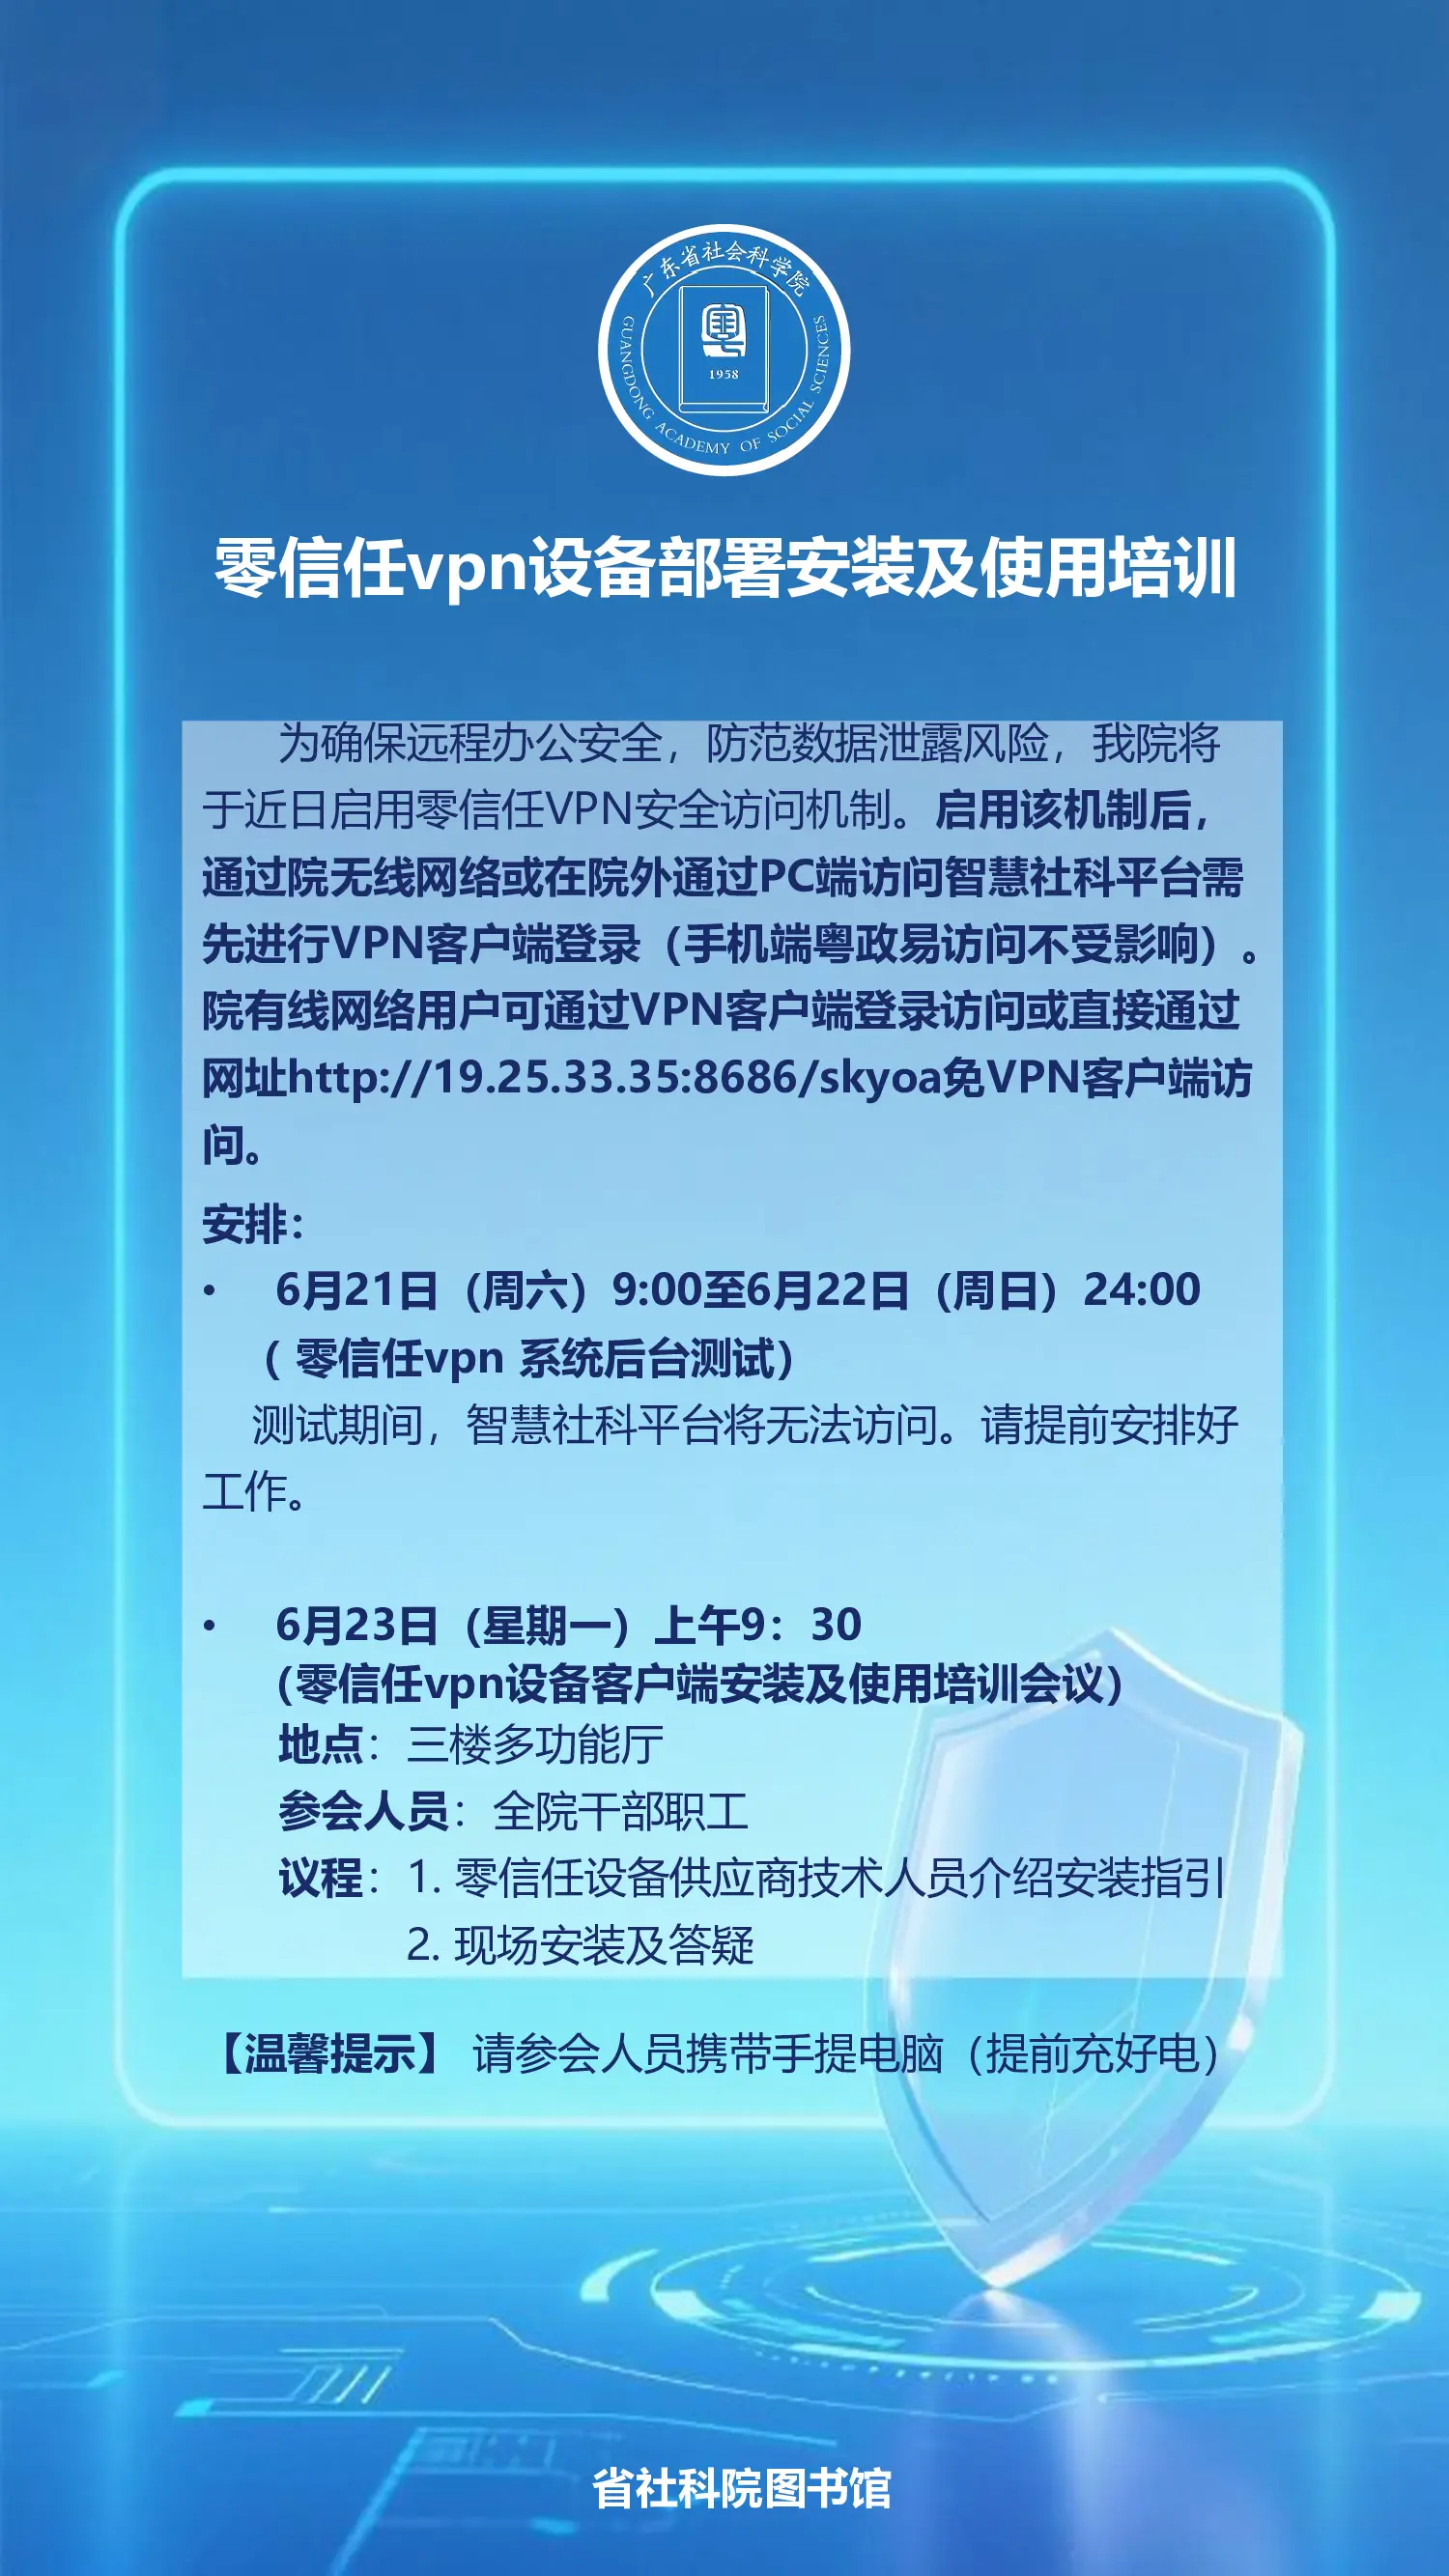 广东省社会科学院
粤
1958
GUANGDONG ACADEMY OF SOCIAL SCIENCES
零信任vpn设备部署安装及使用培训
为确保远程办公安全，防范数据泄露风险，我院将
于近日启用零信任VPN安全访问机制。启用该机制后，
通过院无线网络或在院外通过PC端访问智慧社科平台需
先进行VPN客户端登录（手机端粤政易访问不受影响）。
院有线网络用户可通过VPN客户端登录访问或直接通过
网址http://19.25.33.35:8686/skyoa免VPN客户端访
问。
安排：
• 6月21日（周六）9:00至6月22日（周日）24:00
（ 零信任vpn 系统后台测试）
测试期间，智慧社科平台将无法访问。请提前安排好
工作。
• 6月23日（星期一）上午9：30
（零信任vpn设备客户端安装及使用培训会议）
地点：三楼多功能厅
参会人员：全院干部职工
议程：1. 零信任设备供应商技术人员介绍安装指引
2. 现场安装及答疑
【温馨提示】 请参会人员携带手提电脑（提前充好电）
省社科院图书馆